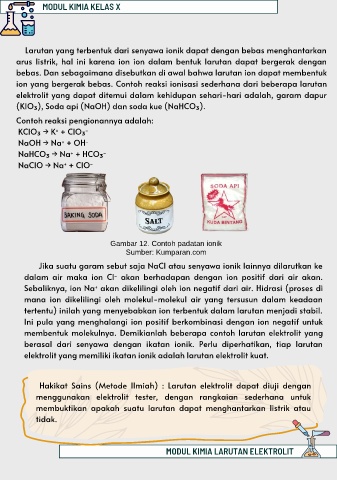 MODUL KIMIA KELAS X
Larutan yang terbentuk dari senyawa ionik dapat dengan bebas menghantarkan
arus listrik, hal ini karena ion ion dalam bentuk larutan dapat bergerak dengan
bebas. Dan sebagaimana disebutkan di awal bahwa larutan ion dapat membentuk
ion yang bergerak bebas. Contoh reaksi ionisasi sederhana dari beberapa larutan
elektrolit yang dapat ditemui dalam kehidupan sehari-hari adalah, garam dapur
(KlO₃), Soda api (NaOH) dan soda kue (NaHCO₃).
Contoh reaksi pengionannya adalah:
KClO₃ → K⁺ + ClO₃⁻
NaOH → Na⁺ + OH⁻
NaHCO₃ → Na⁺ + HCO₃⁻
NaClO → Na⁺ + ClO⁻
BAKING SODA
SALT
SODA API
KUDA BINTANG
Gambar 12. Contoh padatan ionik
Sumber: Kumparan.com
Jika suatu garam sebut saja NaCl atau senyawa ionik lainnya dilarutkan ke
dalam air maka ion Cl⁻ akan berhadapan dengan ion positif dari air akan.
Sebaliknya, ion Na⁺ akan dikelilingi oleh ion negatif dari air. Hidrasi (proses di
mana ion dikelilingi oleh molekul-molekul air yang tersusun dalam keadaan
tertentu) inilah yang menyebabkan ion terbentuk dalam larutan menjadi stabil.
Ini pula yang menghalangi ion positif berkombinasi dengan ion negatif untuk
membentuk molekulnya. Demikianlah beberapa contoh larutan elektrolit yang
berasal dari senyawa dengan ikatan ionik. Perlu diperhatikan, tiap larutan
elektrolit yang memiliki ikatan ionik adalah larutan elektrolit kuat.
Hakikat Sains (Metode Ilmiah) : Larutan elektrolit dapat diuji dengan
menggunakan elektrolit tester, dengan rangkaian sederhana untuk
membuktikan apakah suatu larutan dapat menghantarkan listrik atau
tidak.
MODUL KIMIA LARUTAN ELEKTROLIT